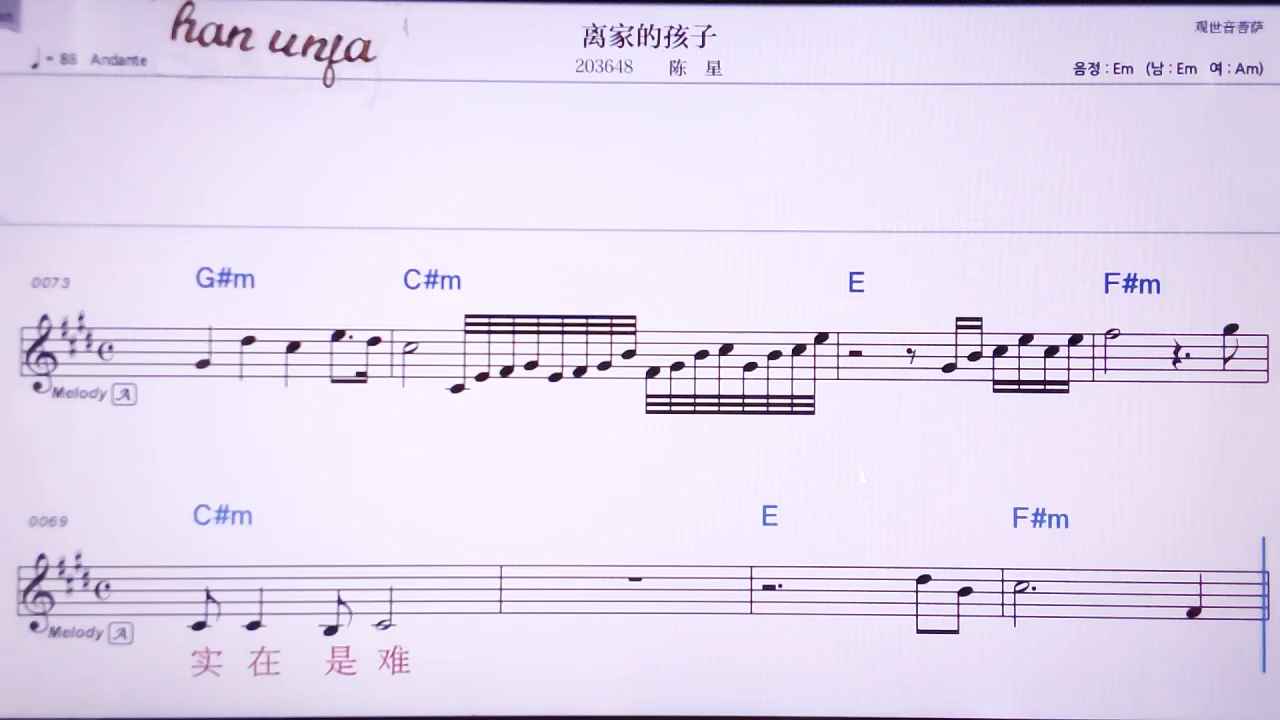 han unfa
离家的孩子
观世音菩萨
♩= 88 Andante
203648 陈 星
음정 : Em (남 : Em 여 : Am)
G#m C#m E F#m
0073
Melody A
C#m E F#m
0069
Melody A
实 在 是 难